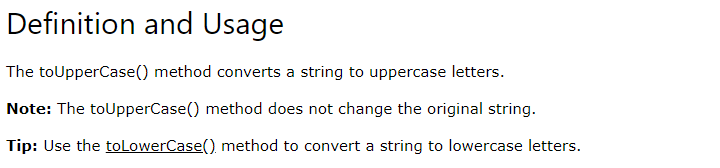 Definition and Usage
The toUpperCase() method converts a string to uppercase letters.
Note: The toUpperCase() method does not change the original string.
Tip: Use the toLowerCase() method to convert a string to lowercase letters.